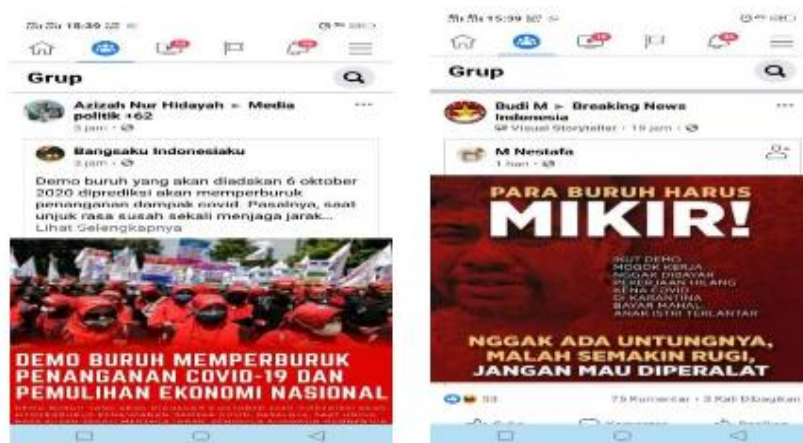 18:39
Grup
Azizah Nur Hidayah ▸ Media
politik +62
3 jam
Bangsaku Indonesiaku
3 jam
Demo buruh yang akan diadakan 6 oktober
2020 diprediksi akan memperburuk
penanganan dampak covid. Pasalnya, saat
unjuk rasa susah sekali menjaga jarak...
Lihat Selengkapnya
DEMO BURUH MEMPERBURUK
PENANGANAN COVID-19 DAN
PEMULIHAN EKONOMI NASIONAL
Grup
Budi M ▸ Breaking News
Indonesia
Visual Storyteller · 19 jam
M Nestafa
1 hari
PARA BURUH HARUS
MIKIR!
IKUT DEMO
MOGOK KERJA
NGGAK DIBAYAR
PEKERJAAN HILANG
KENA COVID
DI KARANTINA
BAYAR MAHAL
ANAK ISTRI TERLANTAR
NGGAK ADA UNTUNGNYA,
MALAH SEMAKIN RUGI,
JANGAN MAU DIPERALAT
75 Komentar · 3 Kali Dibagikan